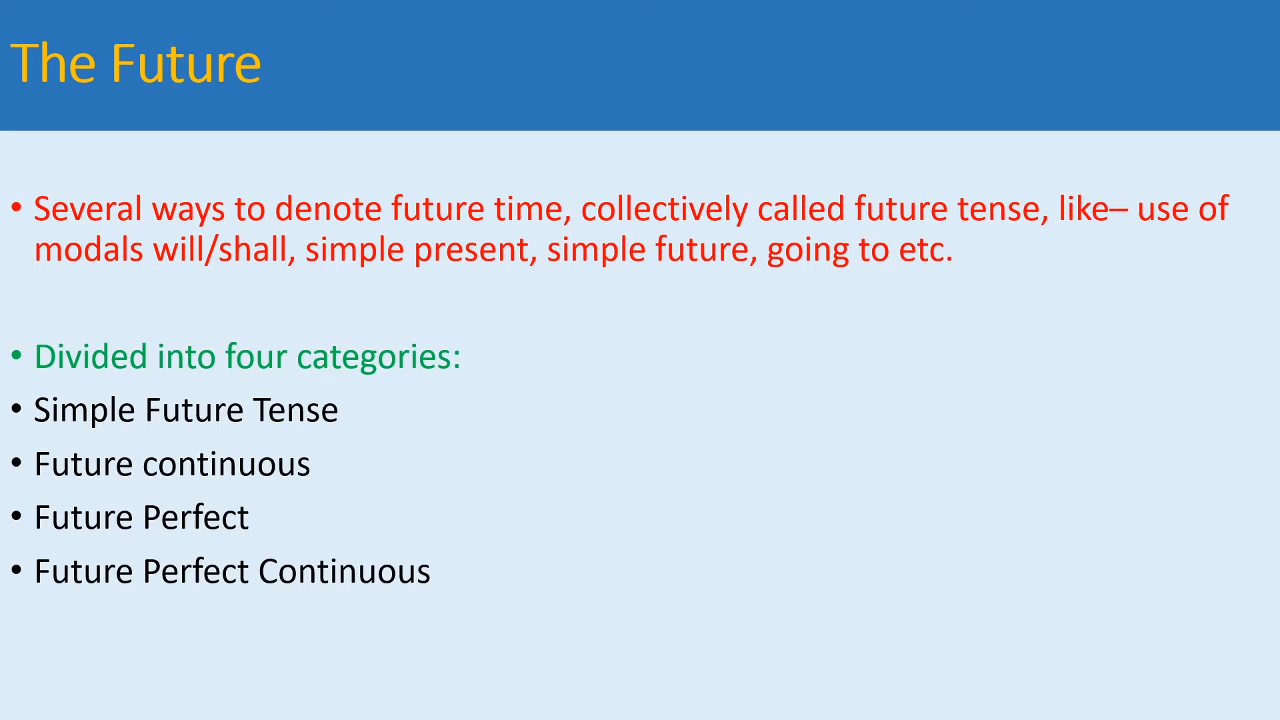 The Future
• Several ways to denote future time, collectively called future tense, like– use of
modals will/shall, simple present, simple future, going to etc.
• Divided into four categories:
• Simple Future Tense
• Future continuous
• Future Perfect
• Future Perfect Continuous